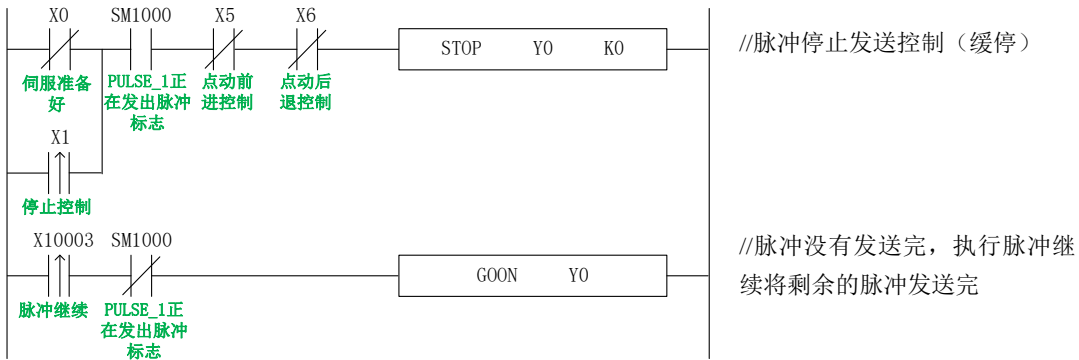 X0 SM1000 X5 X6
STOP Y0 K0
//脉冲停止发送控制（缓停）
伺服准备好
PULSE_1正在发出脉冲标志
点动前进控制
点动后退控制
X1
停止控制
X10003 SM1000
GOON Y0
//脉冲没有发送完，执行脉冲继
续将剩余的脉冲发送完
脉冲继续
PULSE_1正在发出脉冲标志